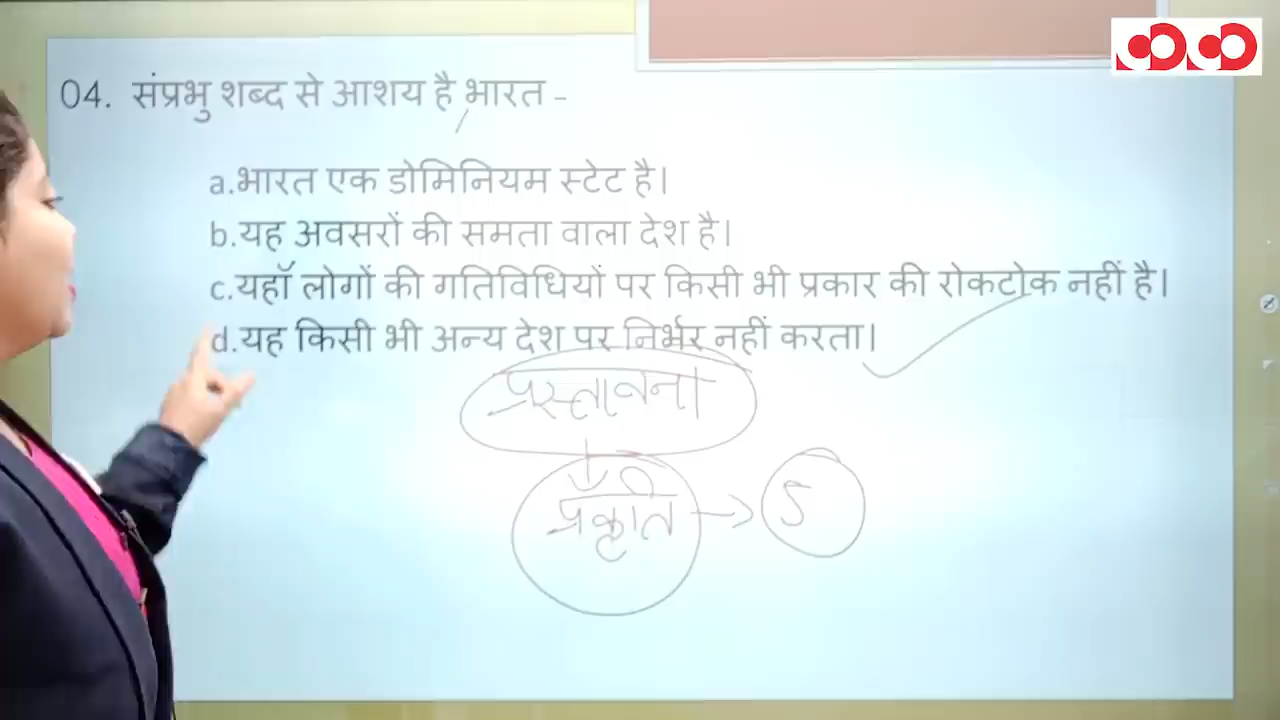 04. संप्रभु शब्द से आशय है भारत -
a.भारत एक डोमिनियम स्टेट है।
b.यह अवसरों की समता वाला देश है।
c.यहॉ लोगों की गतिविधियों पर किसी भी प्रकार की रोकटोक नहीं है।
d.यह किसी भी अन्य देश पर निर्भर नहीं करता।
प्रस्तावना
प्रकृति → 5